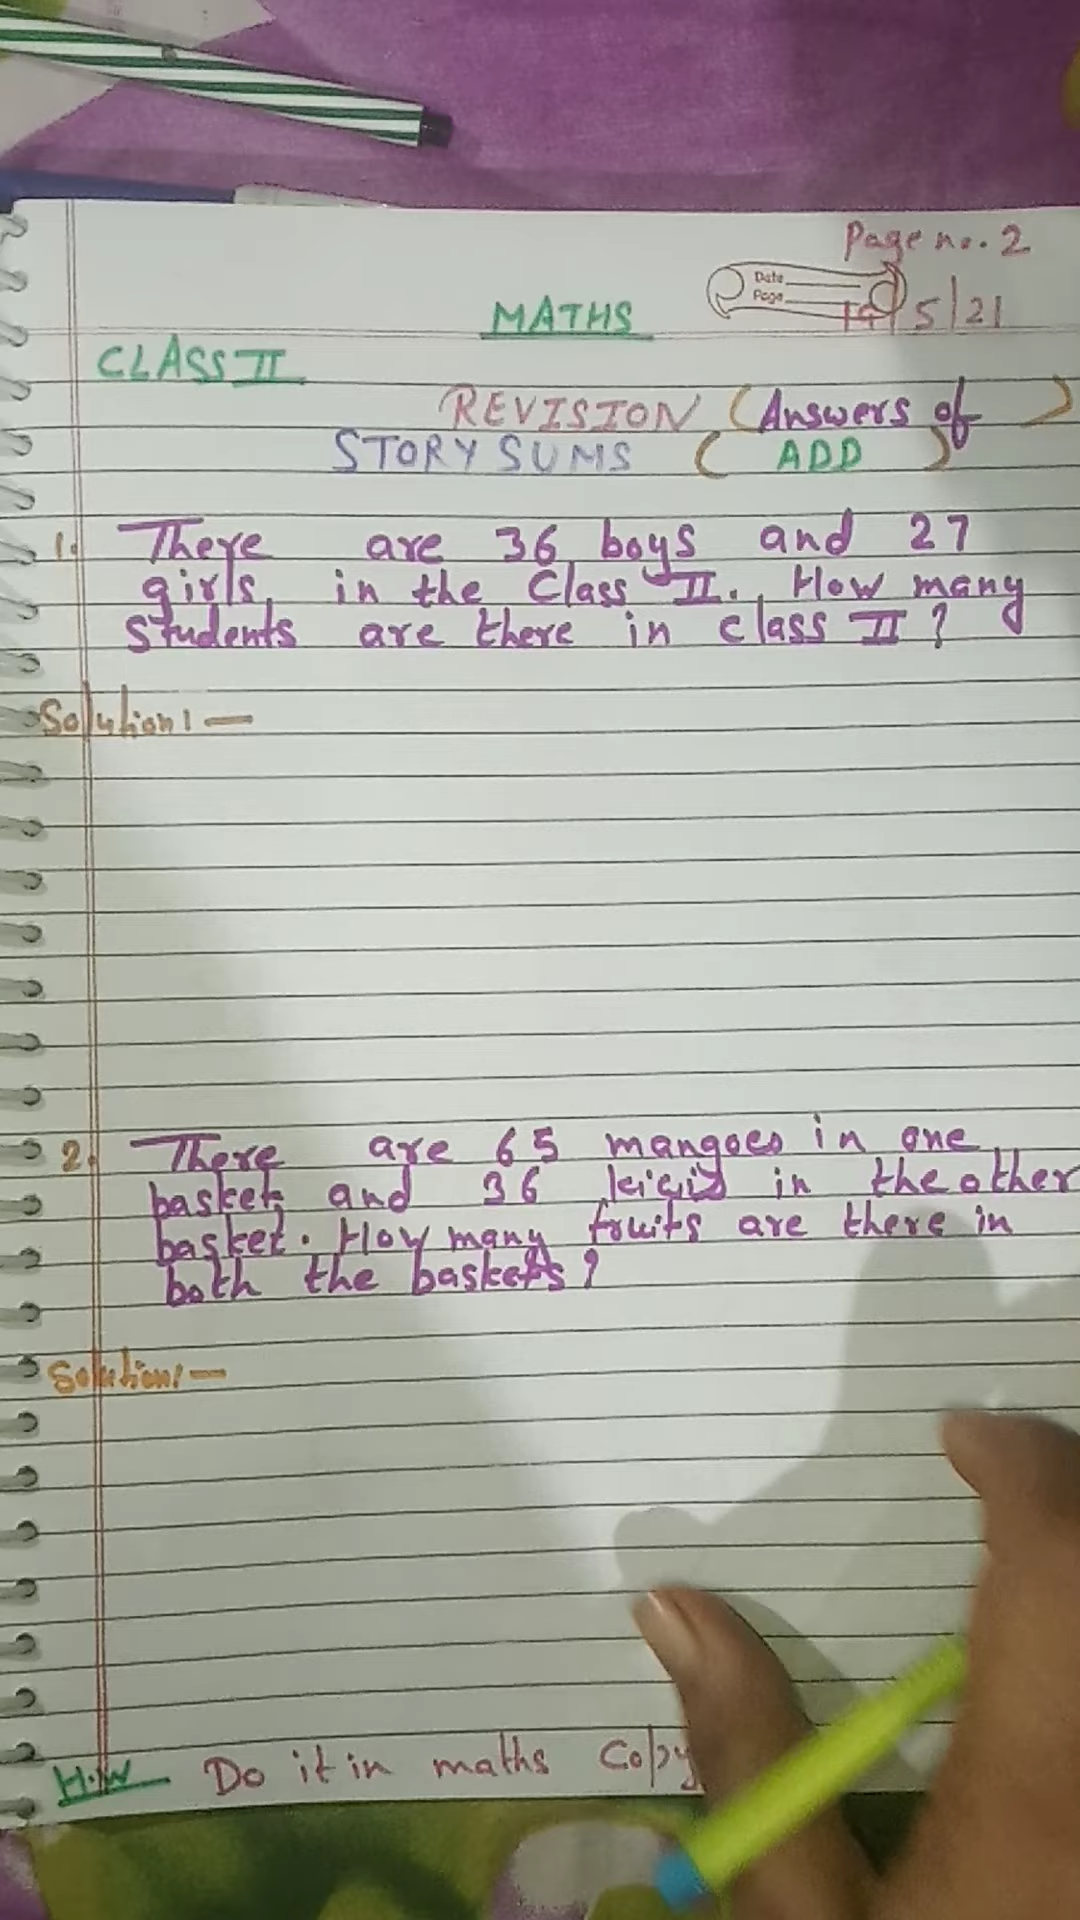 Page no. 2
Date
Page
14/5/21
MATHS
CLASS II
REVISION (Answers of)
STORY SUMS (ADD)
1. There are 36 boys and 27
girls, in the Class II. How many
students are there in class II?
Solution:-
2. There are 65 mangoes in one
basket and 36 kiwis in the other
basket. How many fruits are there in
both the baskets?
Solution:-
H.W Do it in maths Copy